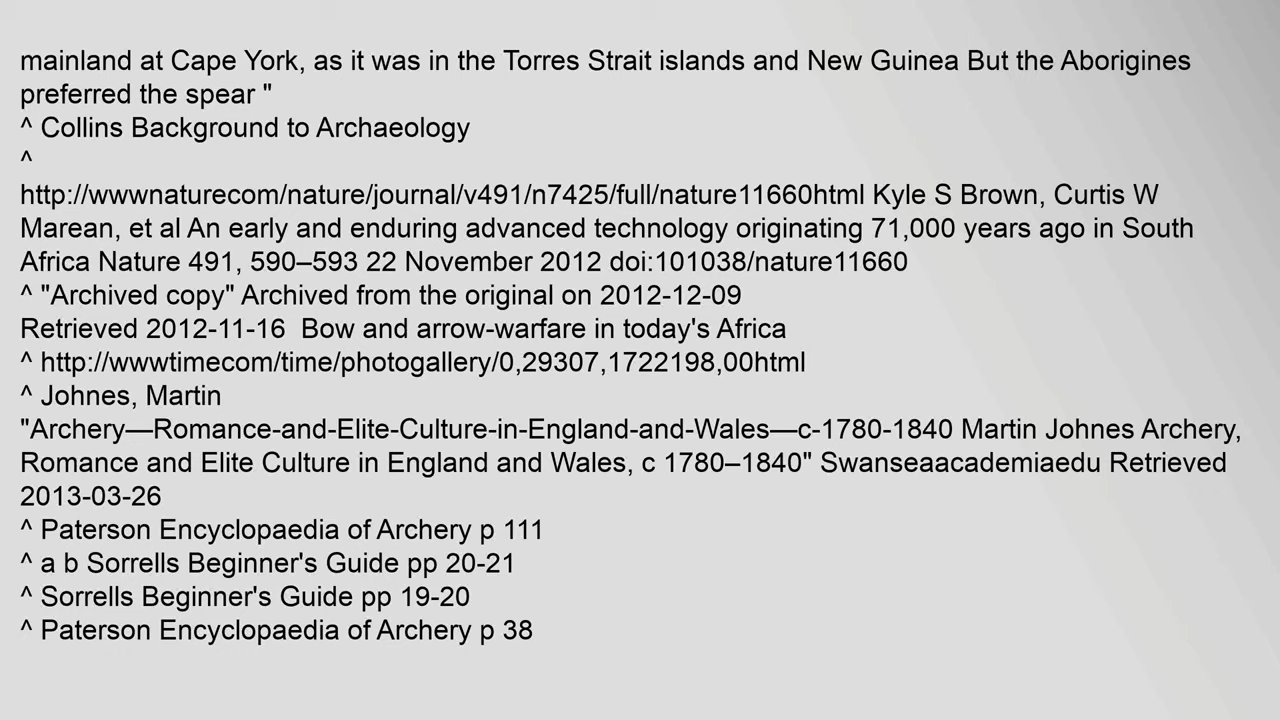 mainland at Cape York, as it was in the Torres Strait islands and New Guinea But the Aborigines
preferred the spear "
^ Collins Background to Archaeology
^
http://wwwnaturecom/nature/journal/v491/n7425/full/nature11660html Kyle S Brown, Curtis W
Marean, et al An early and enduring advanced technology originating 71,000 years ago in South
Africa Nature 491, 590–593 22 November 2012 doi:101038/nature11660
^ "Archived copy" Archived from the original on 2012-12-09
Retrieved 2012-11-16  Bow and arrow-warfare in today's Africa
^ http://wwwtimecom/time/photogallery/0,29307,1722198,00html
^ Johnes, Martin
"Archery—Romance-and-Elite-Culture-in-England-and-Wales—c-1780-1840 Martin Johnes Archery,
Romance and Elite Culture in England and Wales, c 1780–1840" Swanseaacademiaedu Retrieved
2013-03-26
^ Paterson Encyclopaedia of Archery p 111
^ a b Sorrells Beginner's Guide pp 20-21
^ Sorrells Beginner's Guide pp 19-20
^ Paterson Encyclopaedia of Archery p 38